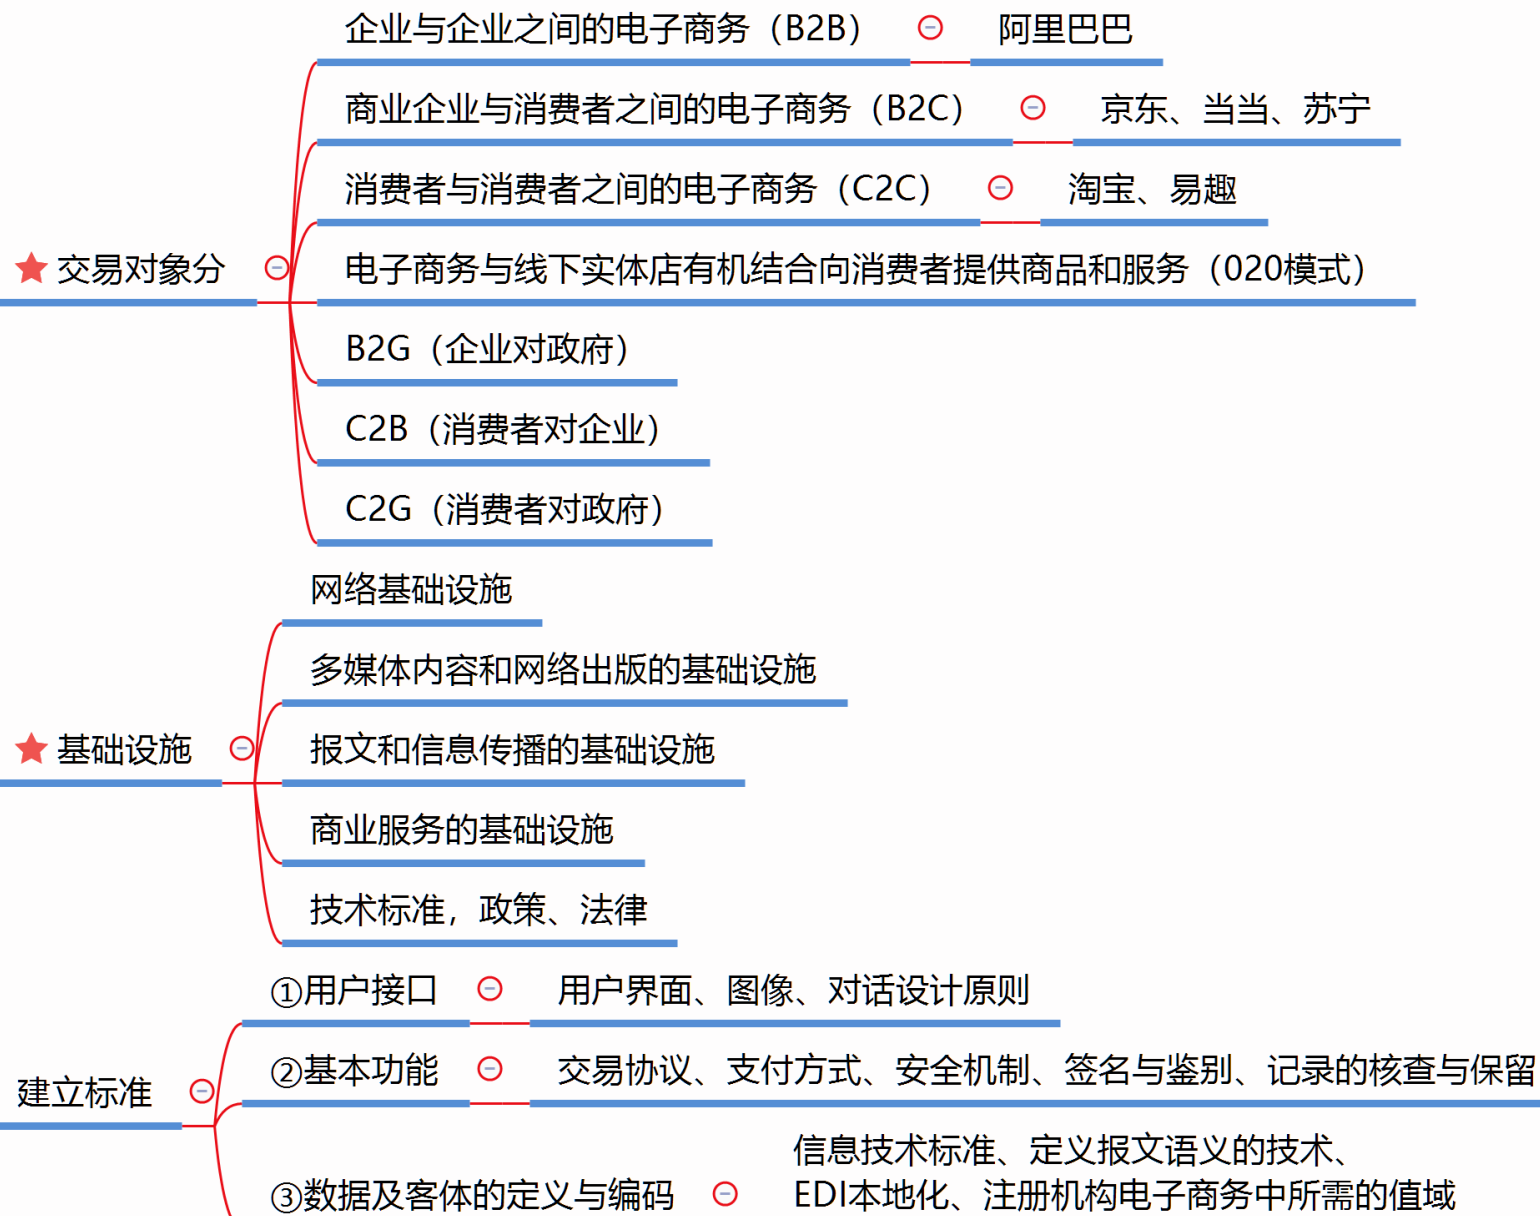 企业与企业之间的电子商务（B2B）
阿里巴巴
商业企业与消费者之间的电子商务（B2C）
京东、当当、苏宁
消费者与消费者之间的电子商务（C2C）
淘宝、易趣
交易对象分
电子商务与线下实体店有机结合向消费者提供商品和服务（020模式）
B2G（企业对政府）
C2B（消费者对企业）
C2G（消费者对政府）
网络基础设施
多媒体内容和网络出版的基础设施
基础设施
报文和信息传播的基础设施
商业服务的基础设施
技术标准，政策、法律
①用户接口
用户界面、图像、对话设计原则
建立标准
②基本功能
交易协议、支付方式、安全机制、签名与鉴别、记录的核查与保留
③数据及客体的定义与编码
信息技术标准、定义报文语义的技术、
EDI本地化、注册机构电子商务中所需的值域